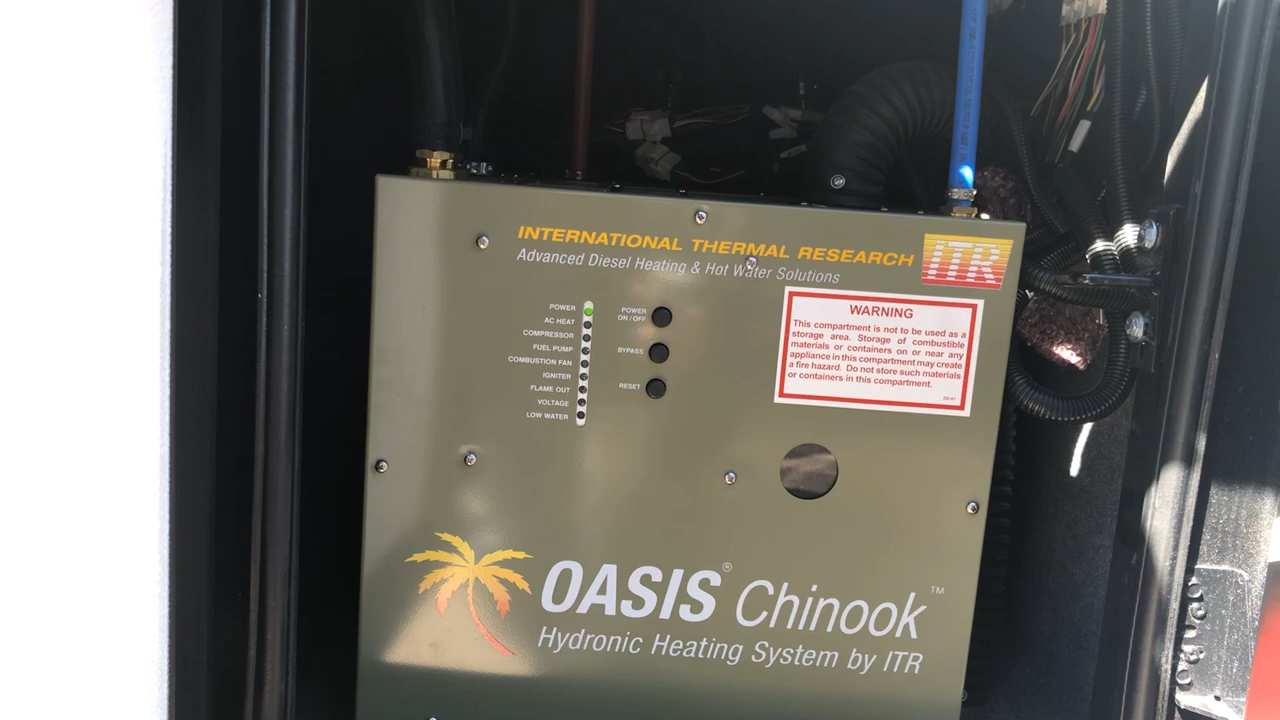 INTERNATIONAL THERMAL RESEARCH
ITR
Advanced Diesel Heating & Hot Water Solutions
POWER
AC HEAT
COMPRESSOR
FUEL PUMP
COMBUSTION FAN
IGNITER
FLAME OUT
VOLTAGE
LOW WATER
POWER
ON / OFF
BYPASS
RESET
WARNING
This compartment is not to be used as a
storage area. Storage of combustible
materials or containers on or near any
appliance in this compartment may create
a fire hazard. Do not store such materials
or containers in this compartment.
OASIS® Chinook™
Hydronic Heating System by ITR